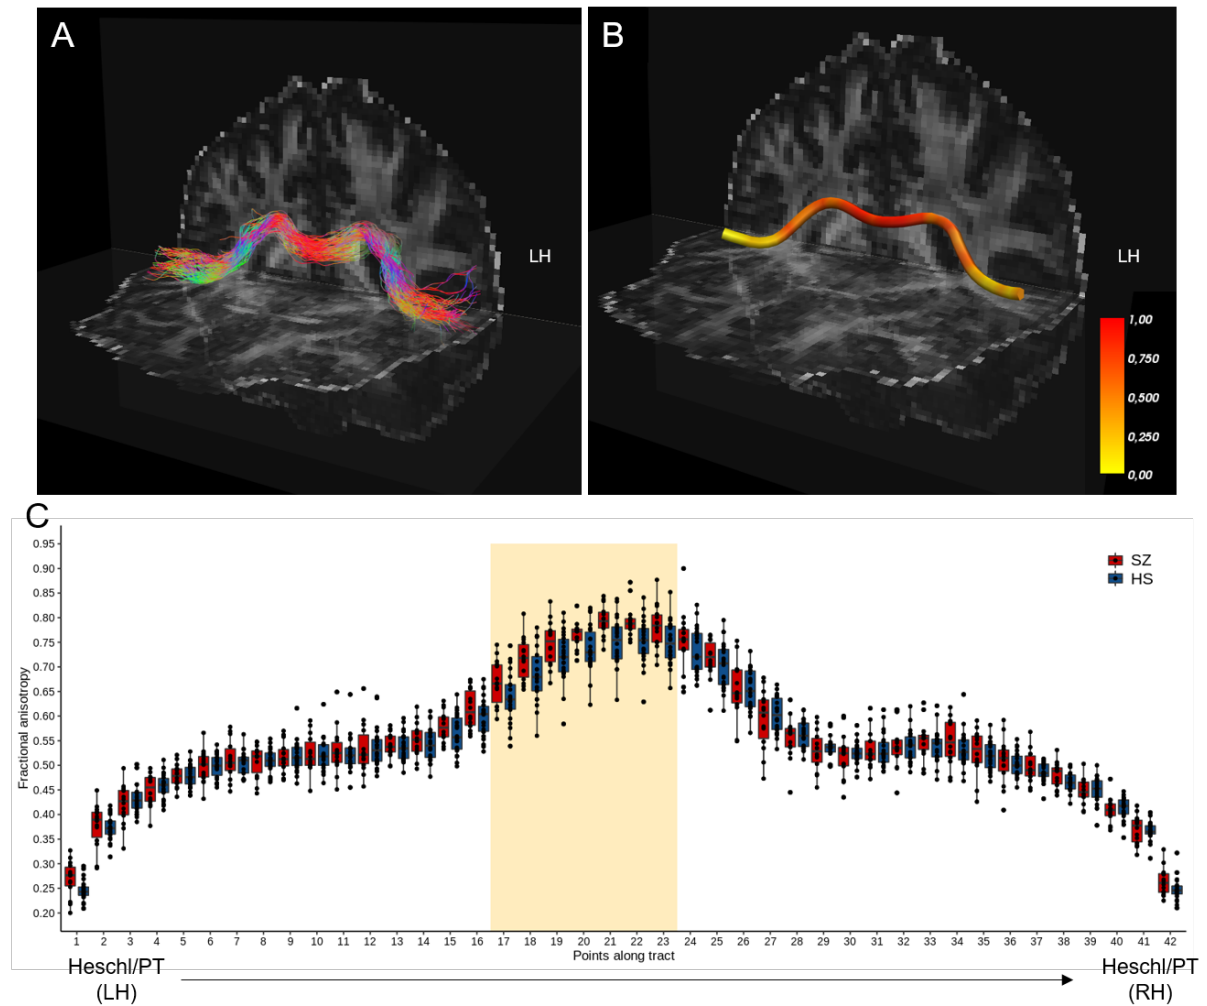 A
LH
B
LH
1,00
0,750
0,500
0,250
0,00
C
0.95
0.90
0.85
0.80
0.75
0.70
0.65
0.60
0.55
0.50
0.45
0.40
0.35
0.30
0.25
0.20
Fractional anisotropy
SZ
HS
1 2 3 4 5 6 7 8 9 10 11 12 13 14 15 16 17 18 19 20 21 22 23 24 25 26 27 28 29 30 31 32 33 34 35 36 37 38 39 40 41 42
Points along tract
Heschl/PT
(LH)
Heschl/PT
(RH)